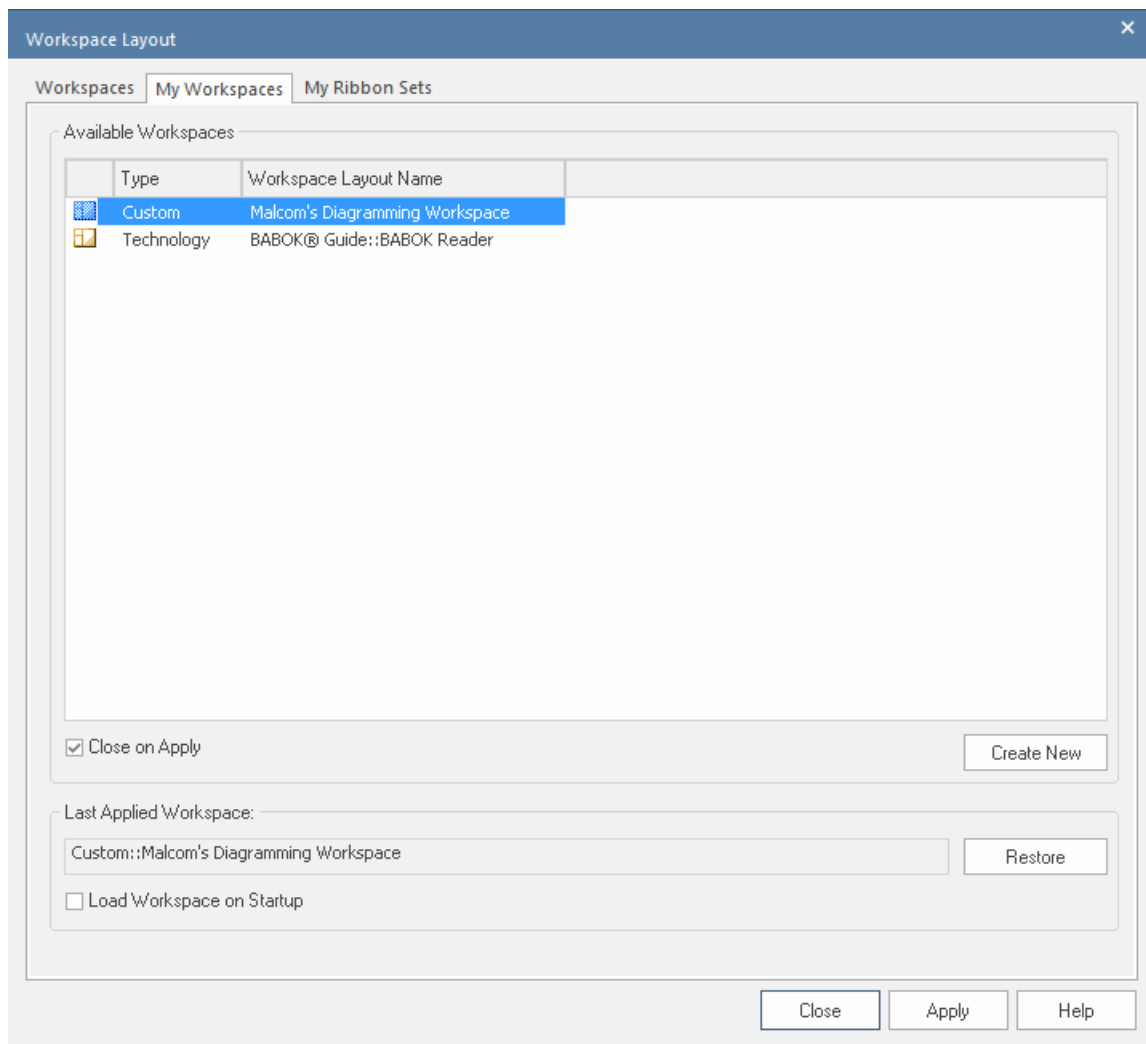 Workspace Layout
Workspaces My Workspaces My Ribbon Sets
Available Workspaces
Type Workspace Layout Name
Custom Malcom's Diagramming Workspace
Technology BABOK® Guide::BABOK Reader
Close on Apply
Create New
Last Applied Workspace:
Custom::Malcom's Diagramming Workspace
Restore
Load Workspace on Startup
Close Apply Help